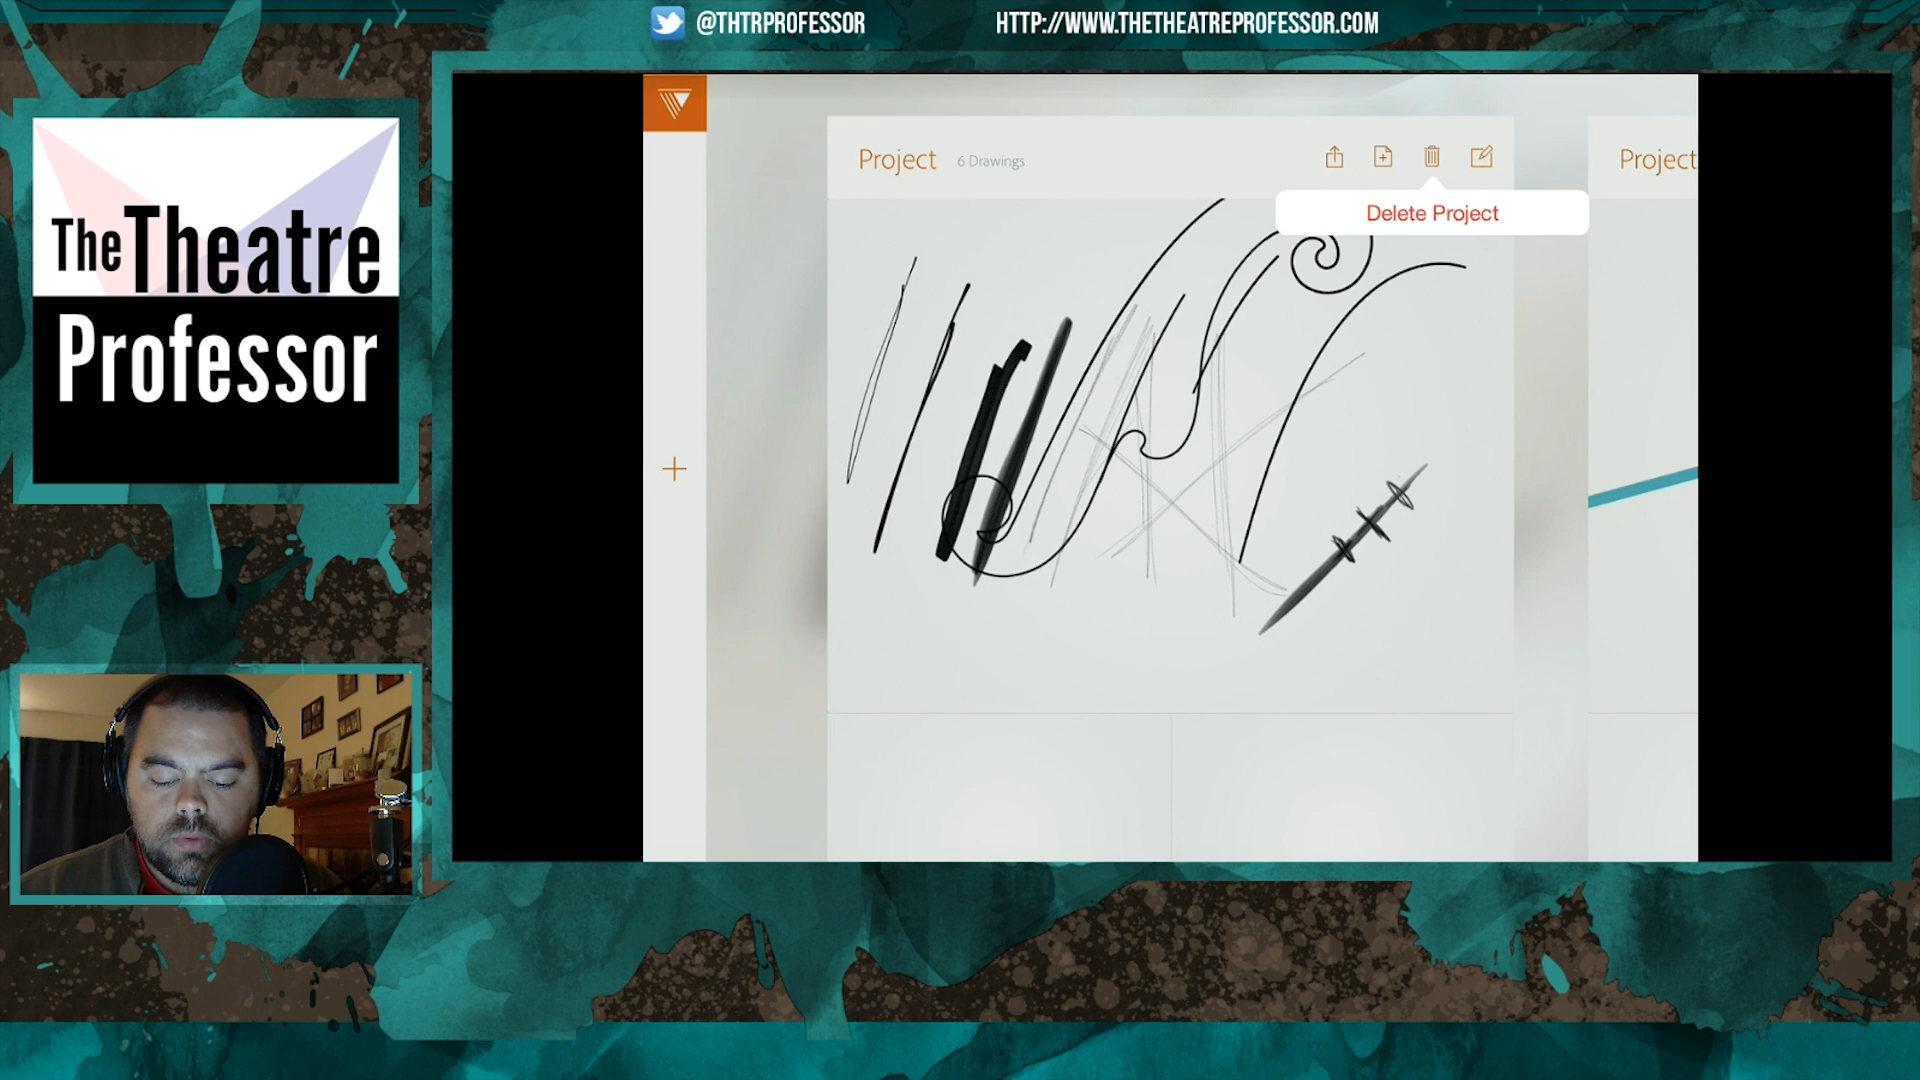 @THTRPROFESSOR
HTTP://WWW.THETHEATREPROFESSOR.COM
The Theatre
Professor
Project
6 Drawings
Delete Project
Project